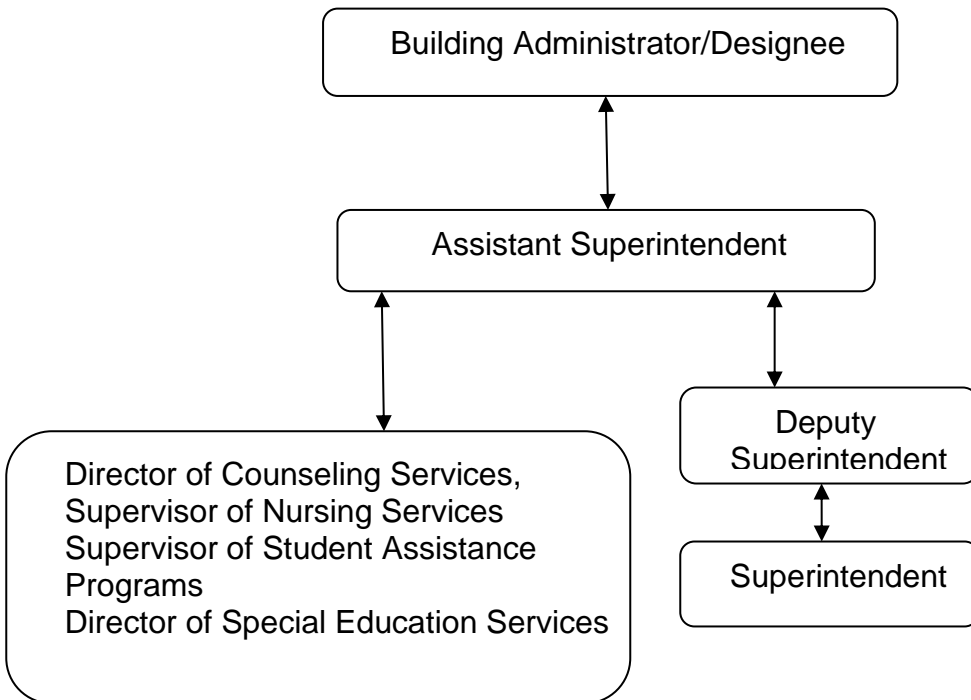 Building Administrator/Designee
Assistant Superintendent
Deputy
Superintendent
Director of Counseling Services,
Supervisor of Nursing Services
Supervisor of Student Assistance
Programs
Director of Special Education Services
Superintendent